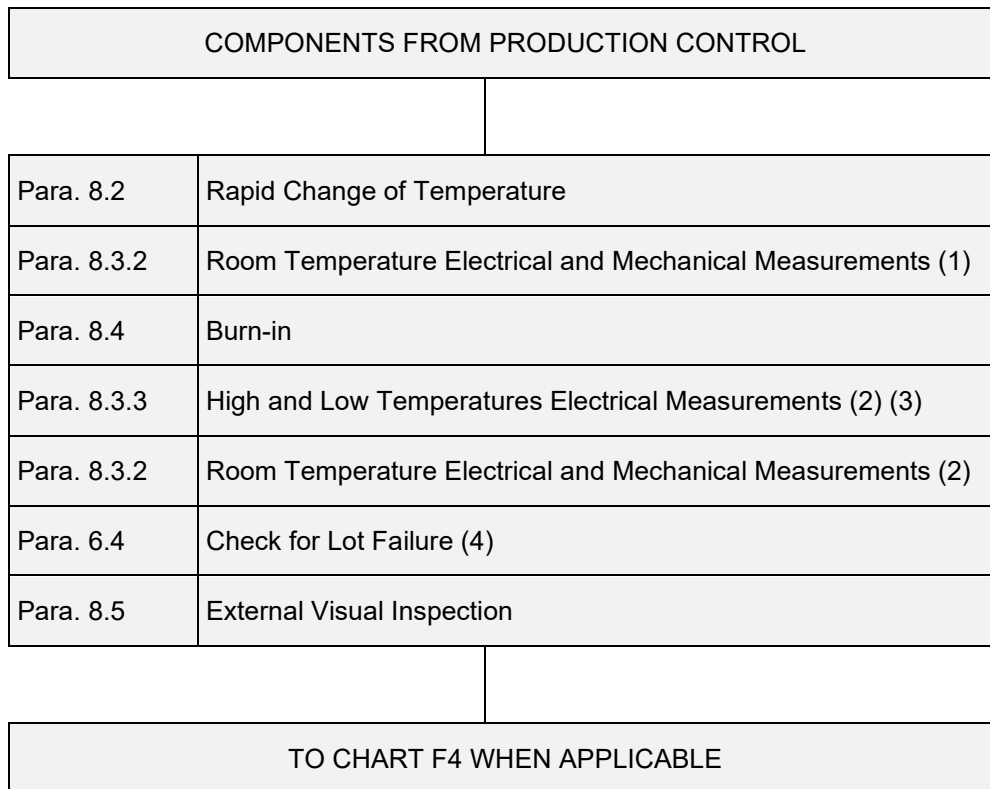 COMPONENTS FROM PRODUCTION CONTROL
Para. 8.2 Rapid Change of Temperature
Para. 8.3.2 Room Temperature Electrical and Mechanical Measurements (1)
Para. 8.4 Burn-in
Para. 8.3.3 High and Low Temperatures Electrical Measurements (2) (3)
Para. 8.3.2 Room Temperature Electrical and Mechanical Measurements (2)
Para. 6.4 Check for Lot Failure (4)
Para. 8.5 External Visual Inspection
TO CHART F4 WHEN APPLICABLE